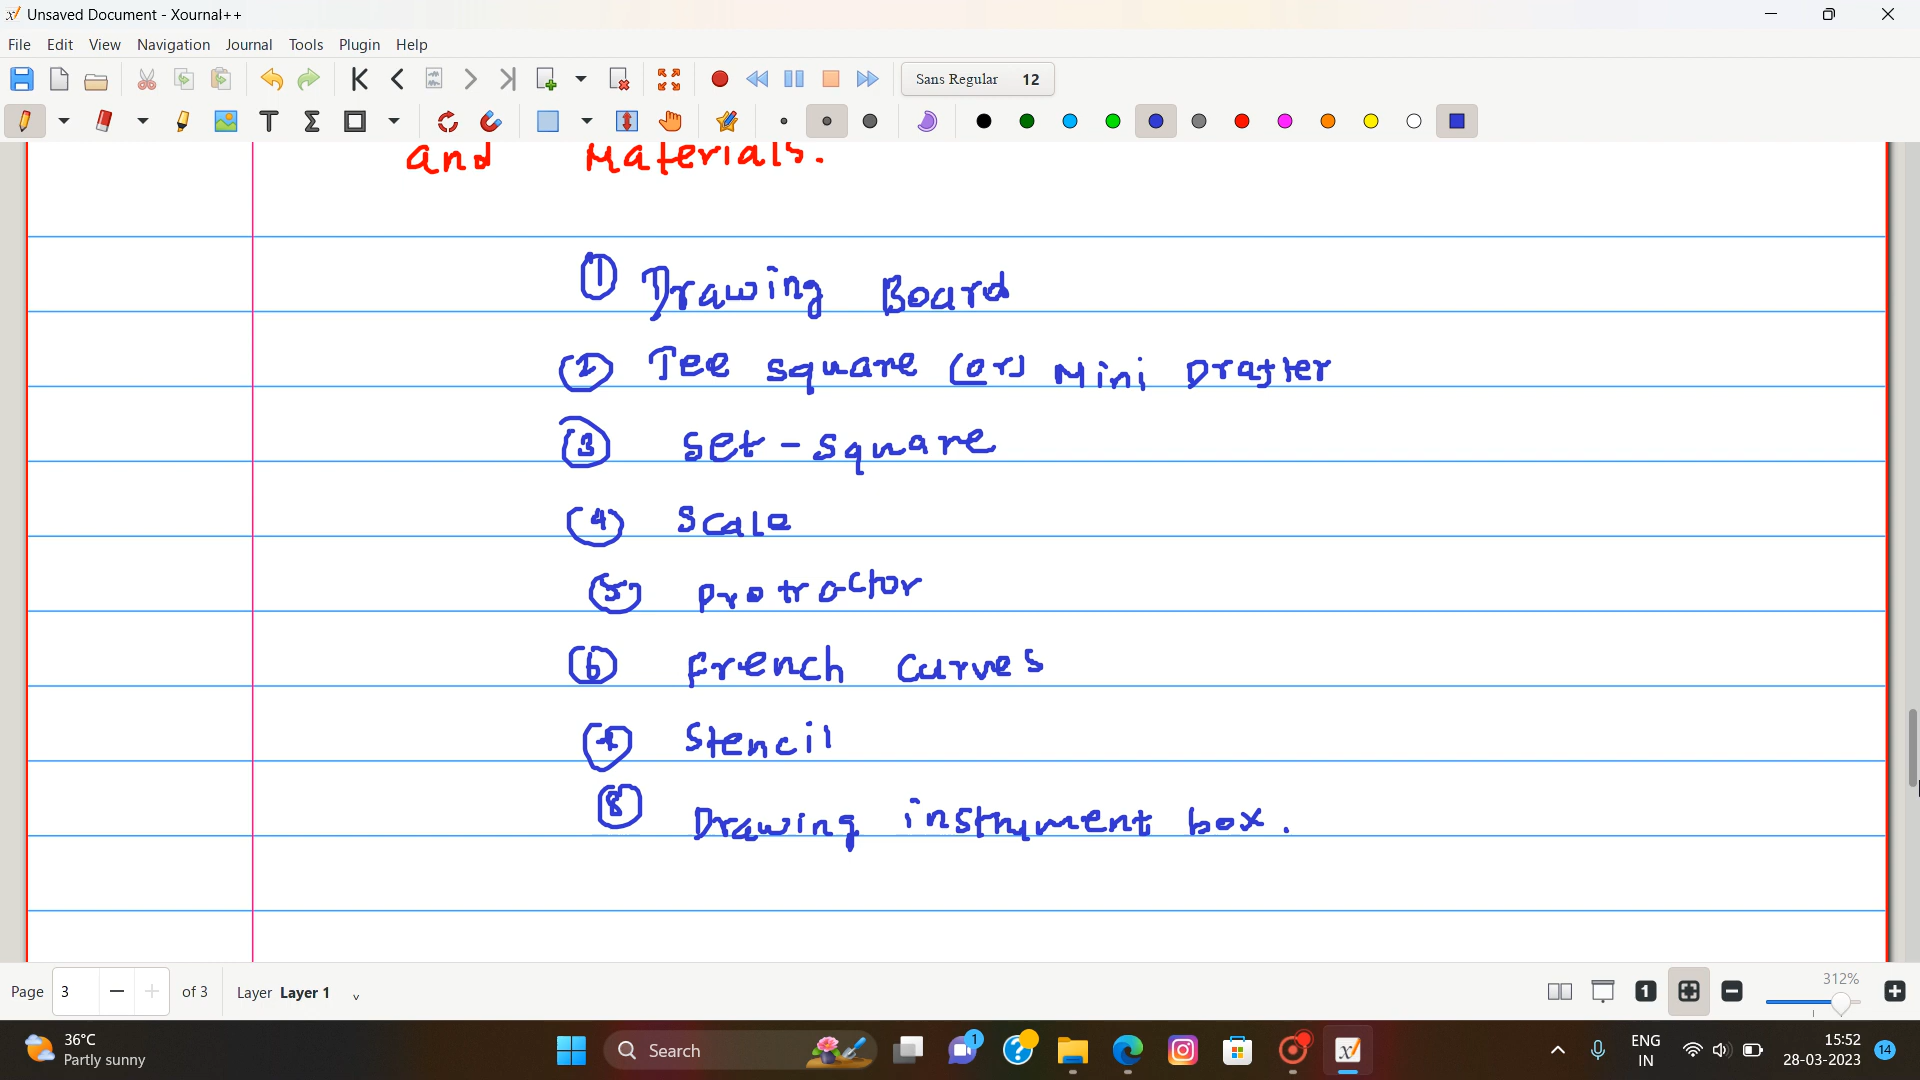 Unsaved Document - Xournal++
File Edit View Navigation Journal Tools Plugin Help
Sans Regular 12
and Materials.
1 Drawing Board
2 Tee square (or) Mini Drafter
3 Set-square
4 Scale
5 Protractor
6 French Curves
7 Stencil
8 Drawing instrument box.
Page 3 of 3 Layer Layer 1
312%
36°C
Partly sunny
Search
1
ENG
IN
15:52
28-03-2023
14